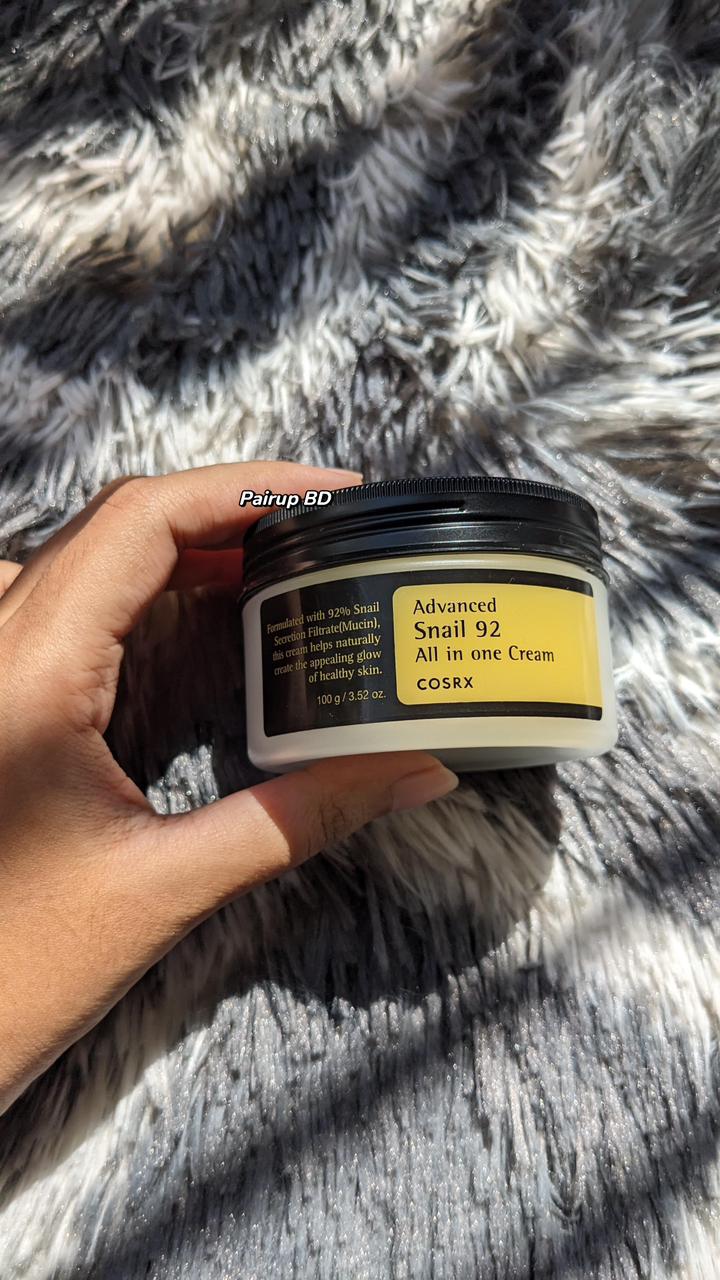 Pairup BD
Formulated with 92% Snail
Secretion Filtrate(Mucin),
this cream helps naturally
create the appealing glow
of healthy skin.
100 g / 3.52 oz.
Advanced
Snail 92
All in one Cream
COSRX